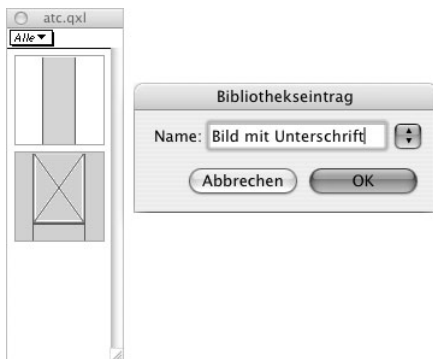 atc.qxl
Alle
Bibliothekseintrag
Name: Bild mit Unterschrift
Abbrechen OK